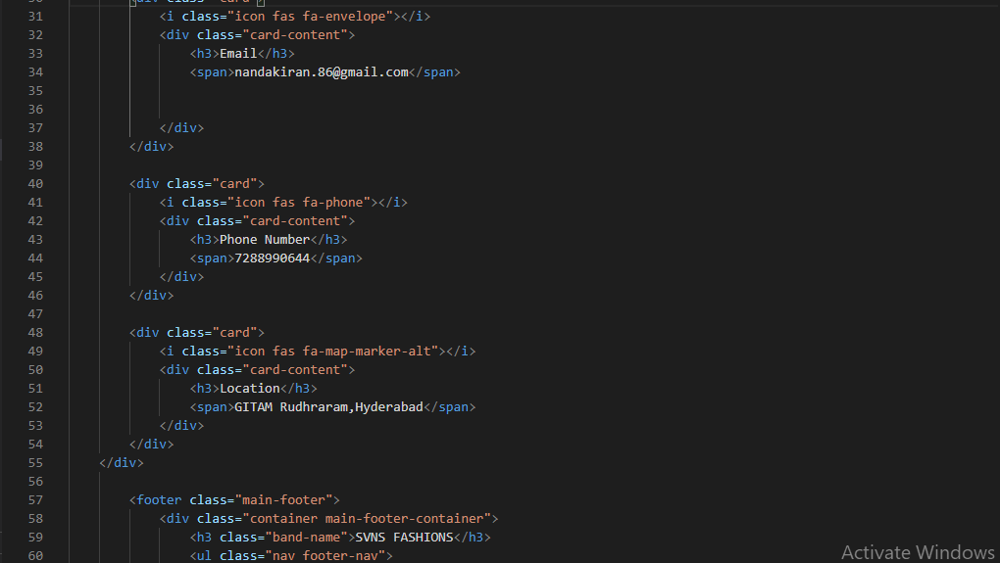 30 <div class="card">
31 <i class="icon fas fa-envelope"></i>
32 <div class="card-content">
33 <h3>Email</h3>
34 <span>nandakiran.86@gmail.com</span>
35
36
37 </div>
38 </div>
39
40 <div class="card">
41 <i class="icon fas fa-phone"></i>
42 <div class="card-content">
43 <h3>Phone Number</h3>
44 <span>7288990644</span>
45 </div>
46 </div>
47
48 <div class="card">
49 <i class="icon fas fa-map-marker-alt"></i>
50 <div class="card-content">
51 <h3>Location</h3>
52 <span>GITAM Rudhraram,Hyderabad</span>
53 </div>
54 </div>
55 </div>
56
57 <footer class="main-footer">
58 <div class="container main-footer-container">
59 <h3 class="band-name">SVNS FASHIONS</h3>
60 <ul class="nav footer-nav">
Activate Windows